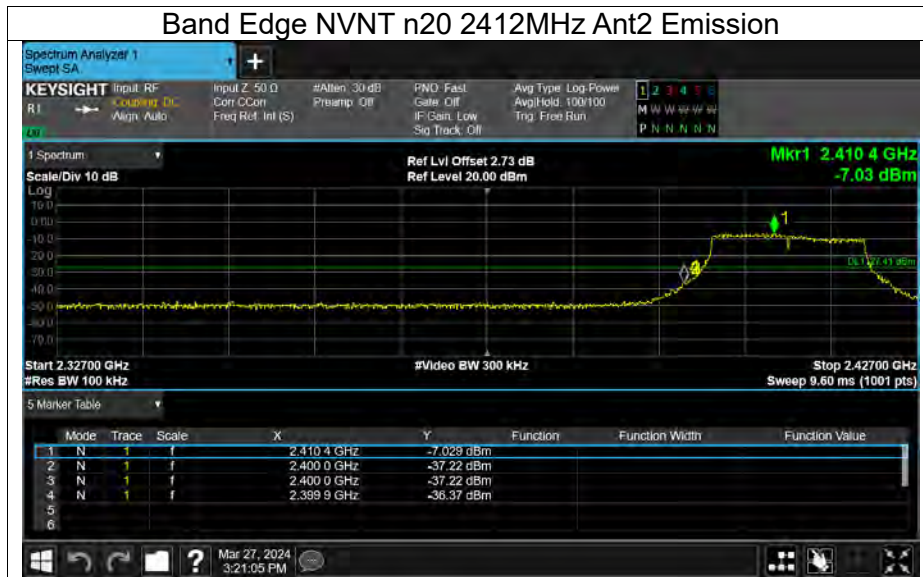 Band Edge NVNT n20 2412MHz Ant2 Emission
Spectrum Analyzer 1
Swept SA
+
KEYSIGHT Input: RF Input Z: 50 Ω #Atten: 30 dB PNO: Fast Avg Type: Log-Power 1 2 3 4 5 6
R1 Coupling: DC Corr CCorr Preamp: Off Gate: Off Avg|Hold: 100/100 M W W W W W
Align: Auto Freq Ref: Int (S) IF Gain: Low Trig: Free Run
Sig Track: Off P N N N N N
1 Spectrum
Ref Lvl Offset 2.73 dB Mkr1 2.410 4 GHz
Scale/Div 10 dB Ref Level 20.00 dBm -7.03 dBm
Log
10.0
0.00
-10.0
-20.0
-30.0
-40.0
-50.0
-60.0
-70.0
1
DL1 -27.41 dBm
Start 2.32700 GHz #Video BW 300 kHz Stop 2.42700 GHz
#Res BW 100 kHz Sweep 9.60 ms (1001 pts)
5 Marker Table
Mode Trace Scale X Y Function Function Width Function Value
1 N 1 f 2.410 4 GHz -7.029 dBm
2 N 1 f 2.400 0 GHz -37.22 dBm
3 N 1 f 2.400 0 GHz -37.22 dBm
4 N 1 f 2.399 9 GHz -36.37 dBm
5
6
? Mar 27, 2024
3:21:05 PM